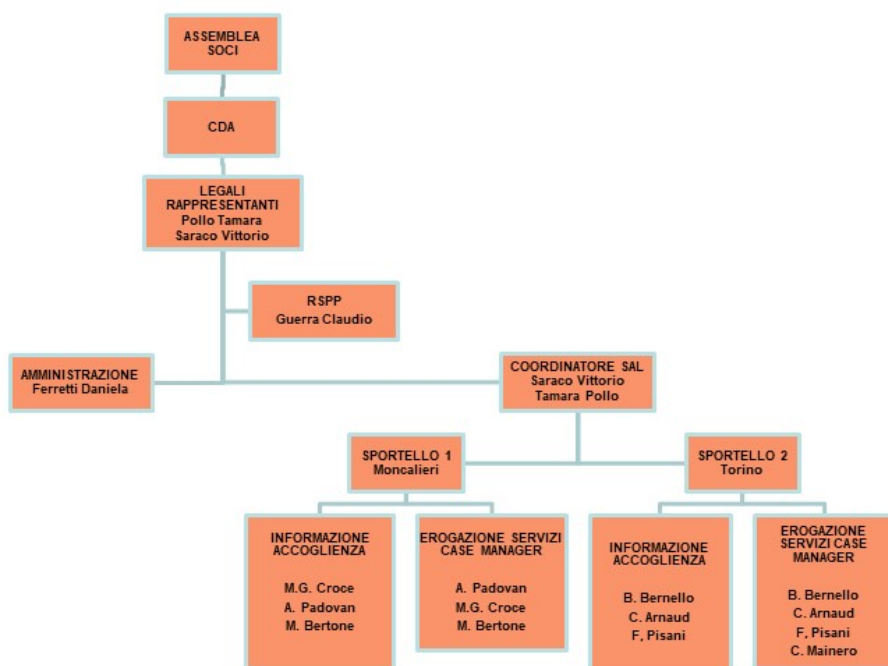 ASSEMBLEA
SOCI
CDA
LEGALI
RAPPRESENTANTI
Pollo Tamara
Saraco Vittorio
RSPP
Guerra Claudio
AMMINISTRAZIONE
Ferretti Daniela
COORDINATORE SAL
Saraco Vittorio
Tamara Pollo
SPORTELLO 1
Moncalieri
SPORTELLO 2
Torino
INFORMAZIONE
ACCOGLIENZA
M.G. Croce
A. Padovan
M. Bertone
EROGAZIONE SERVIZI
CASE MANAGER
A. Padovan
M.G. Croce
M. Bertone
INFORMAZIONE
ACCOGLIENZA
B. Bernello
C. Arnaud
F, Pisani
EROGAZIONE
SERVIZI CASE
MANAGER
B. Bernello
C. Arnaud
F, Pisani
C. Mainero